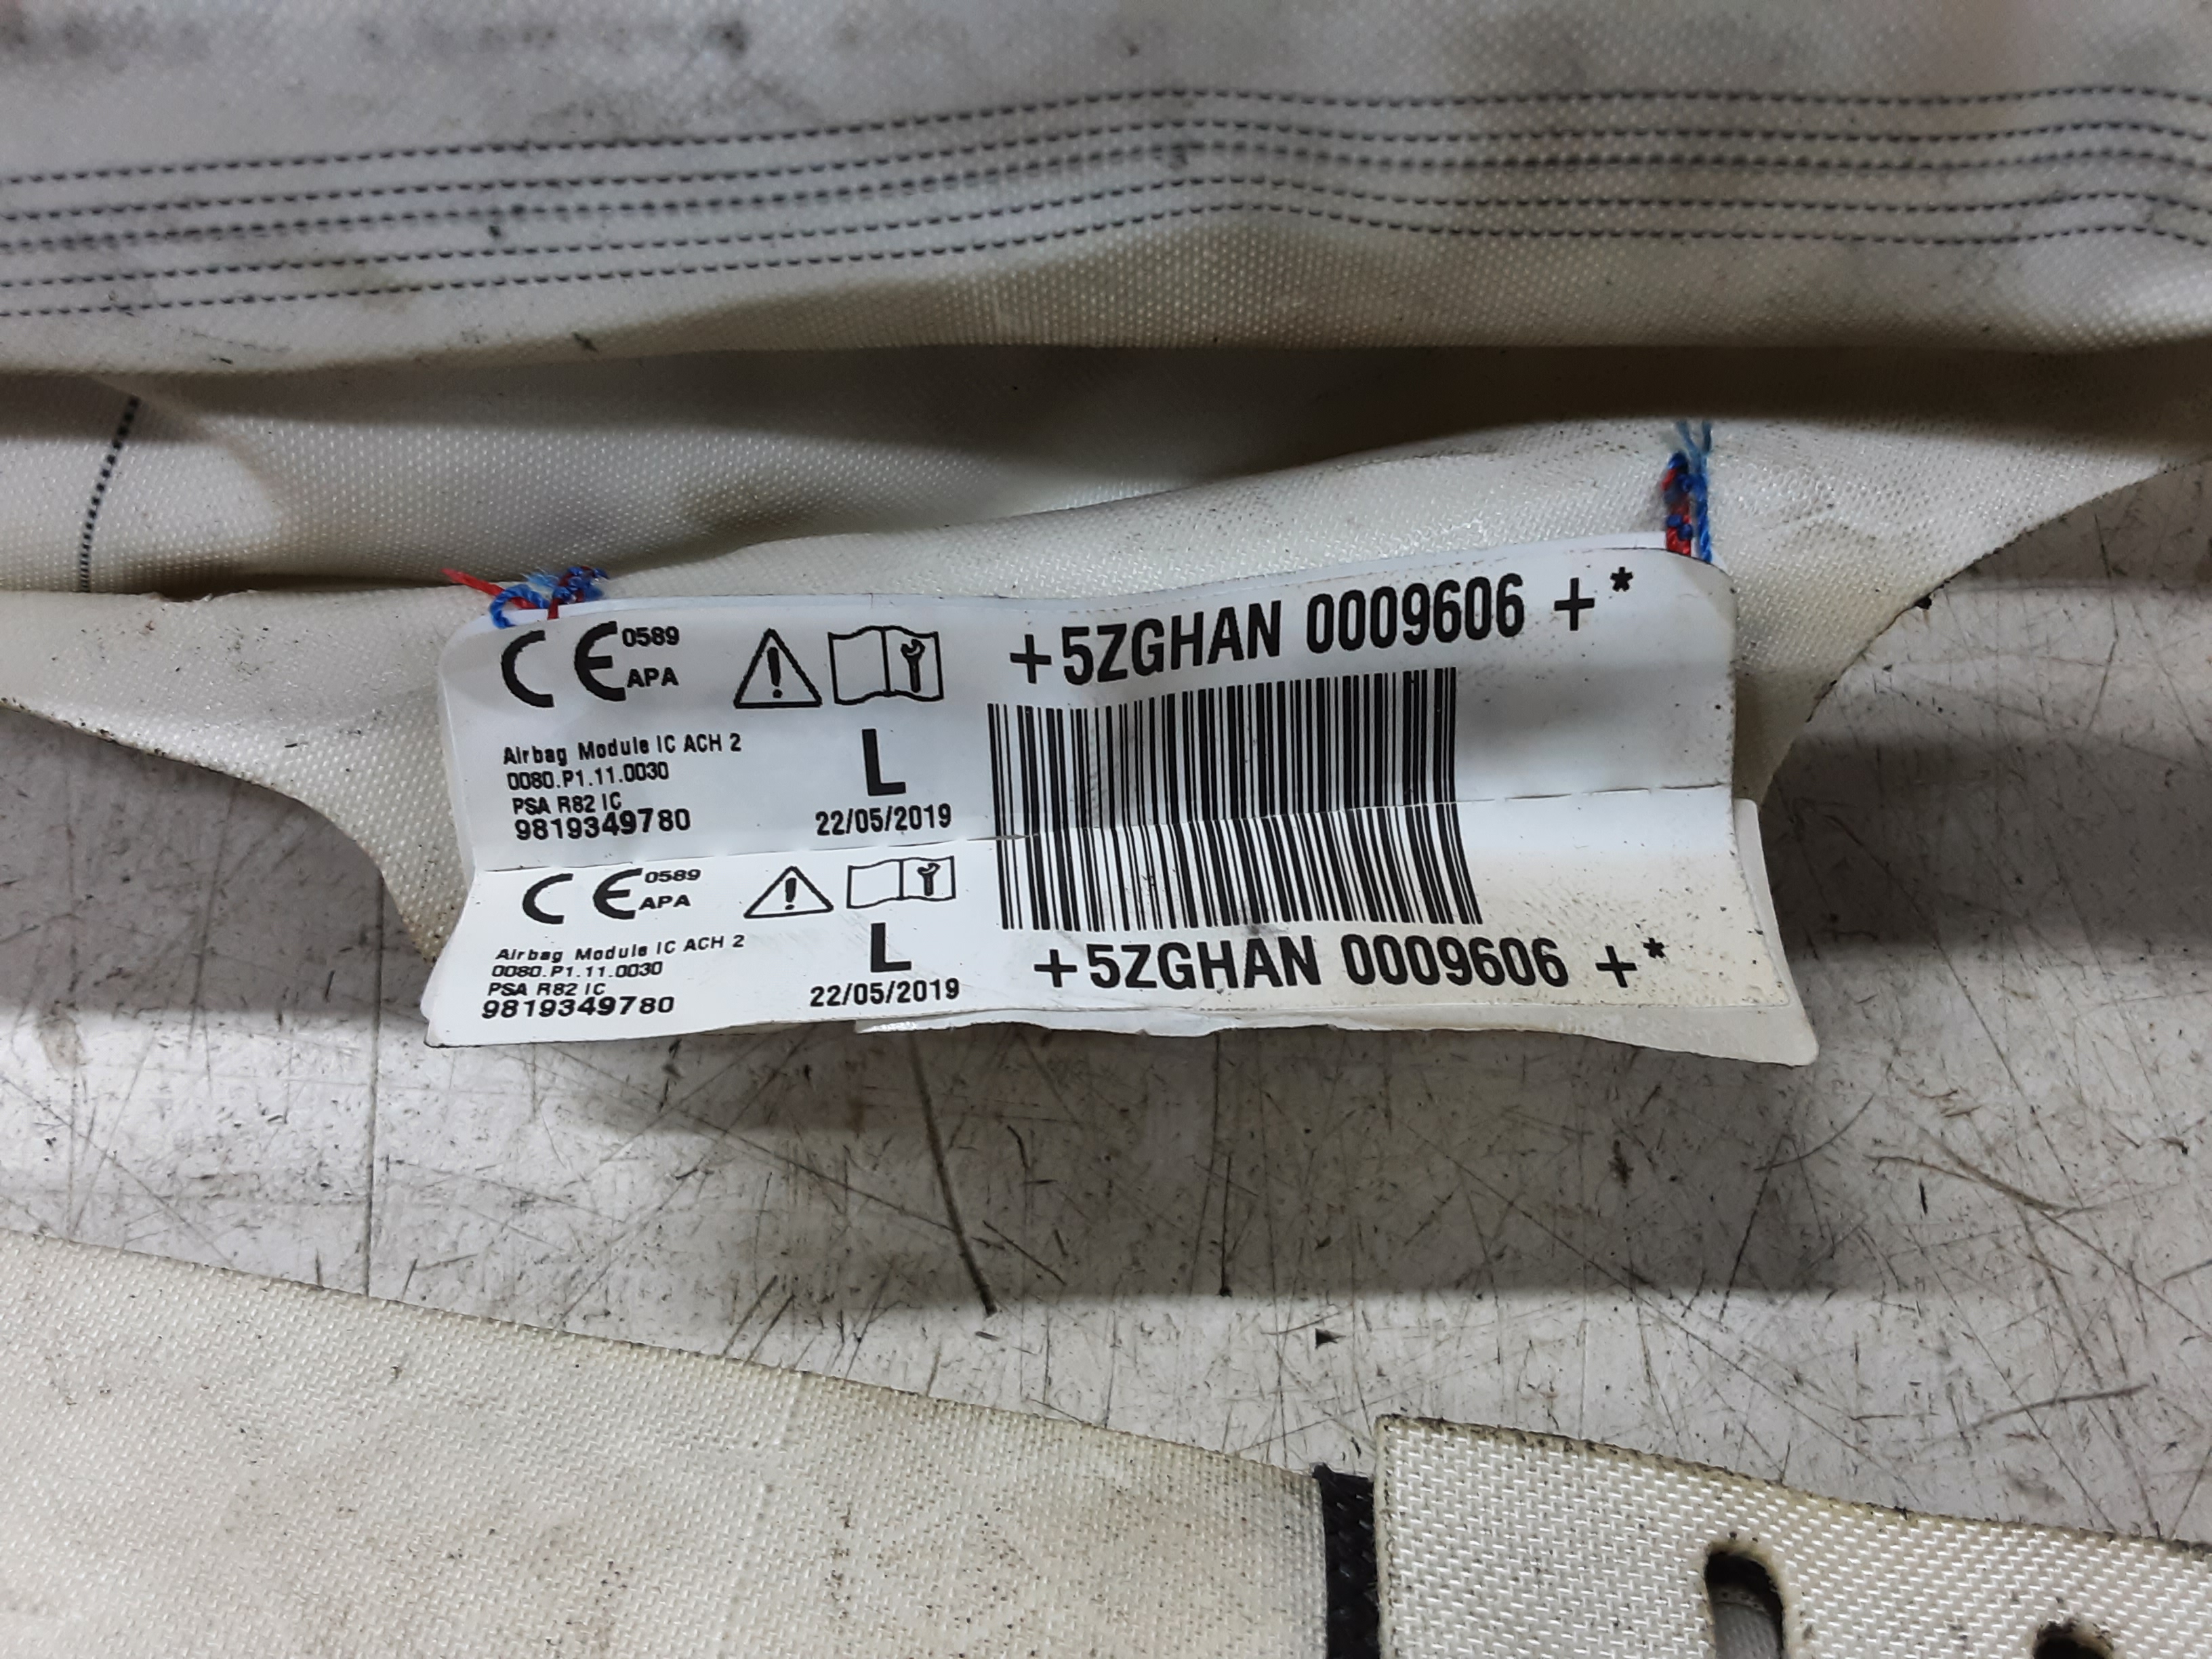 CE 0589
APA
+5ZGHAN 0009606 +*
Airbag Module IC ACH 2
0080.P1.11.0030
PSA R82 IC
9819349780
L
22/05/2019
CE 0589
APA
Airbag Module IC ACH 2
0080.P1.11.0030
PSA R82 IC
9819349780
L
22/05/2019
+5ZGHAN 0009606 +*